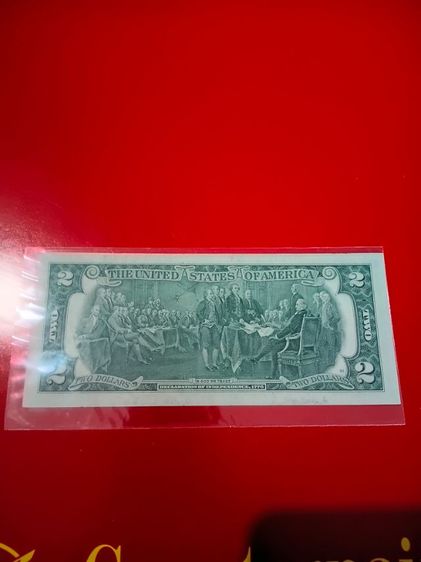 2 THE UNITED STATES OF AMERICA 2
TWO TWO
2 2
IN GOD WE TRUST
TWO DOLLARS TWO DOLLARS
DECLARATION OF INDEPENDENCE, 1776